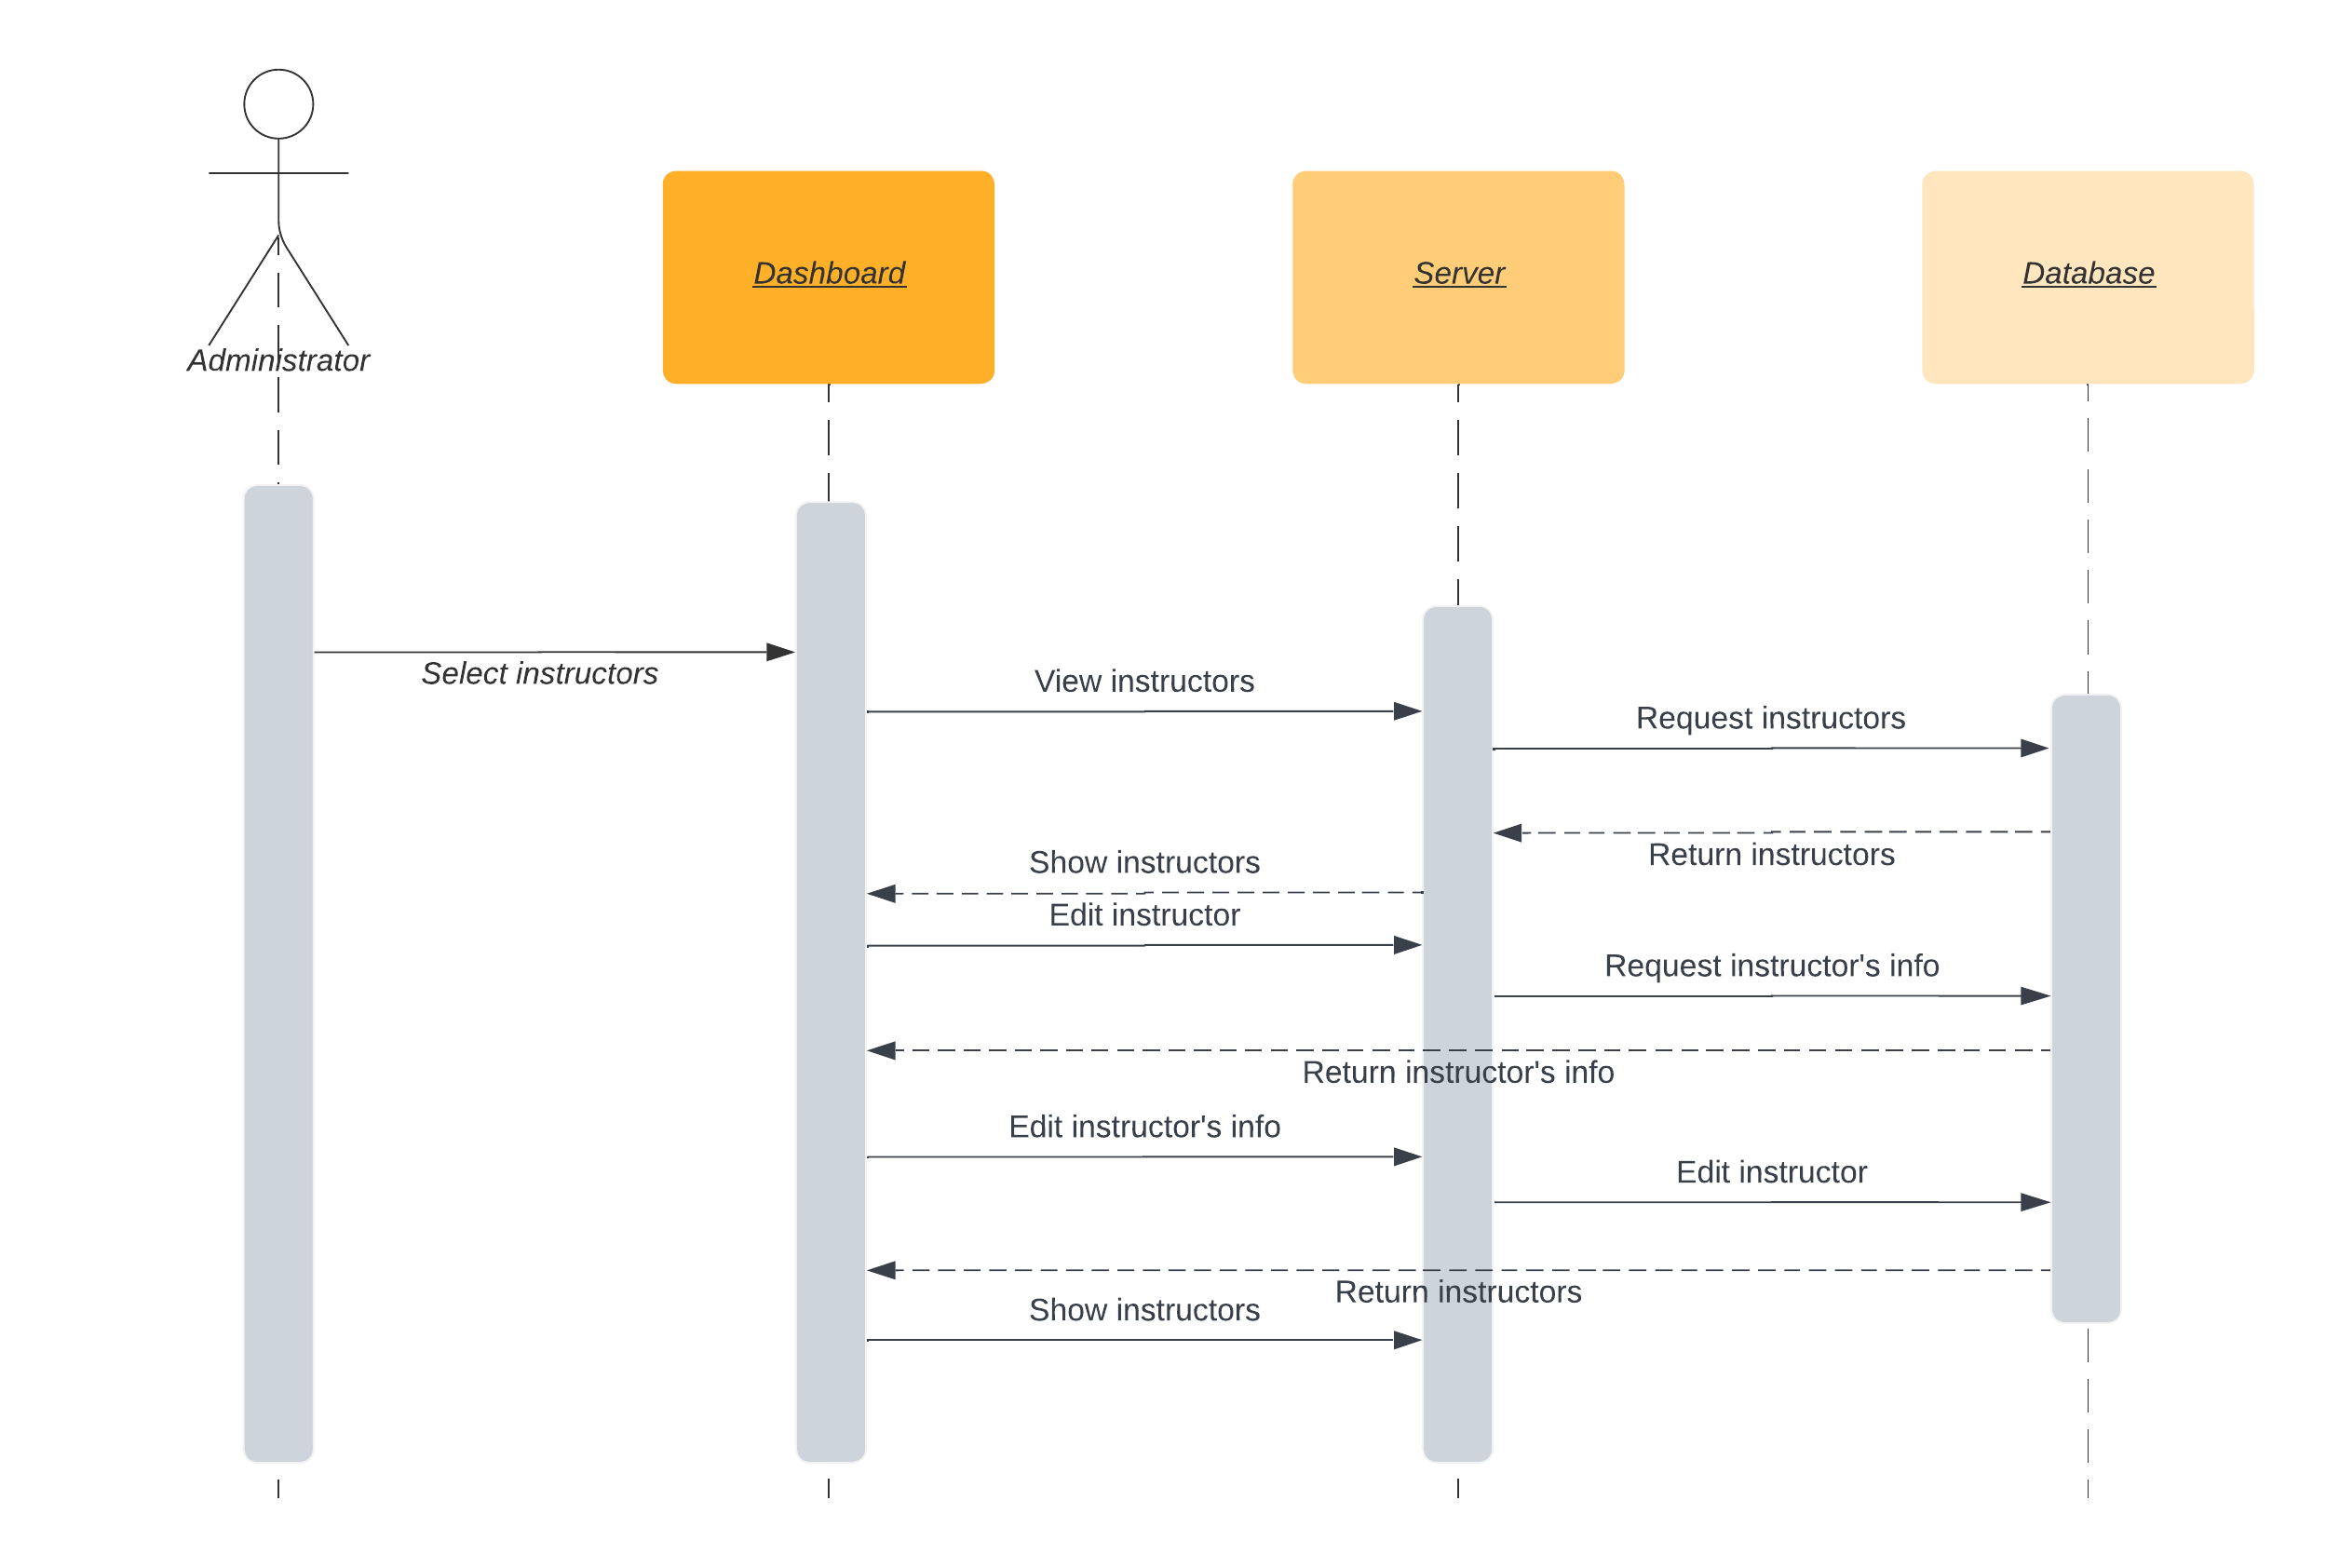 Administrator
Dashboard
Server
Database
Select instructors
View instructors
Request instructors
Return instructors
Show instructors
Edit instructor
Request instructor's info
Return instructor's info
Edit instructor's info
Edit instructor
Return instructors
Show instructors